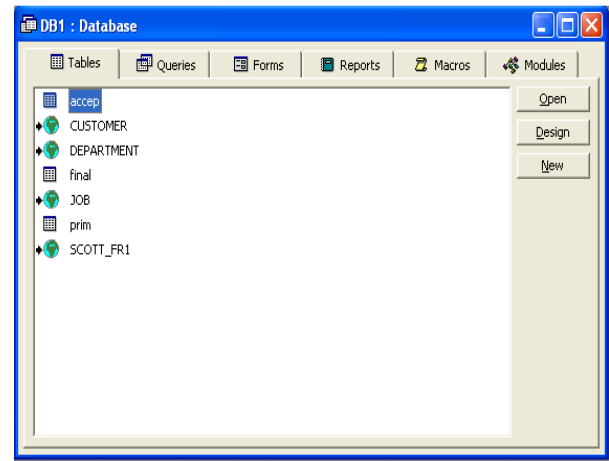 DB1 : Database
Tables Queries Forms Reports Macros Modules
accep
CUSTOMER
DEPARTMENT
final
JOB
prim
SCOTT_FR1
Open
Design
New